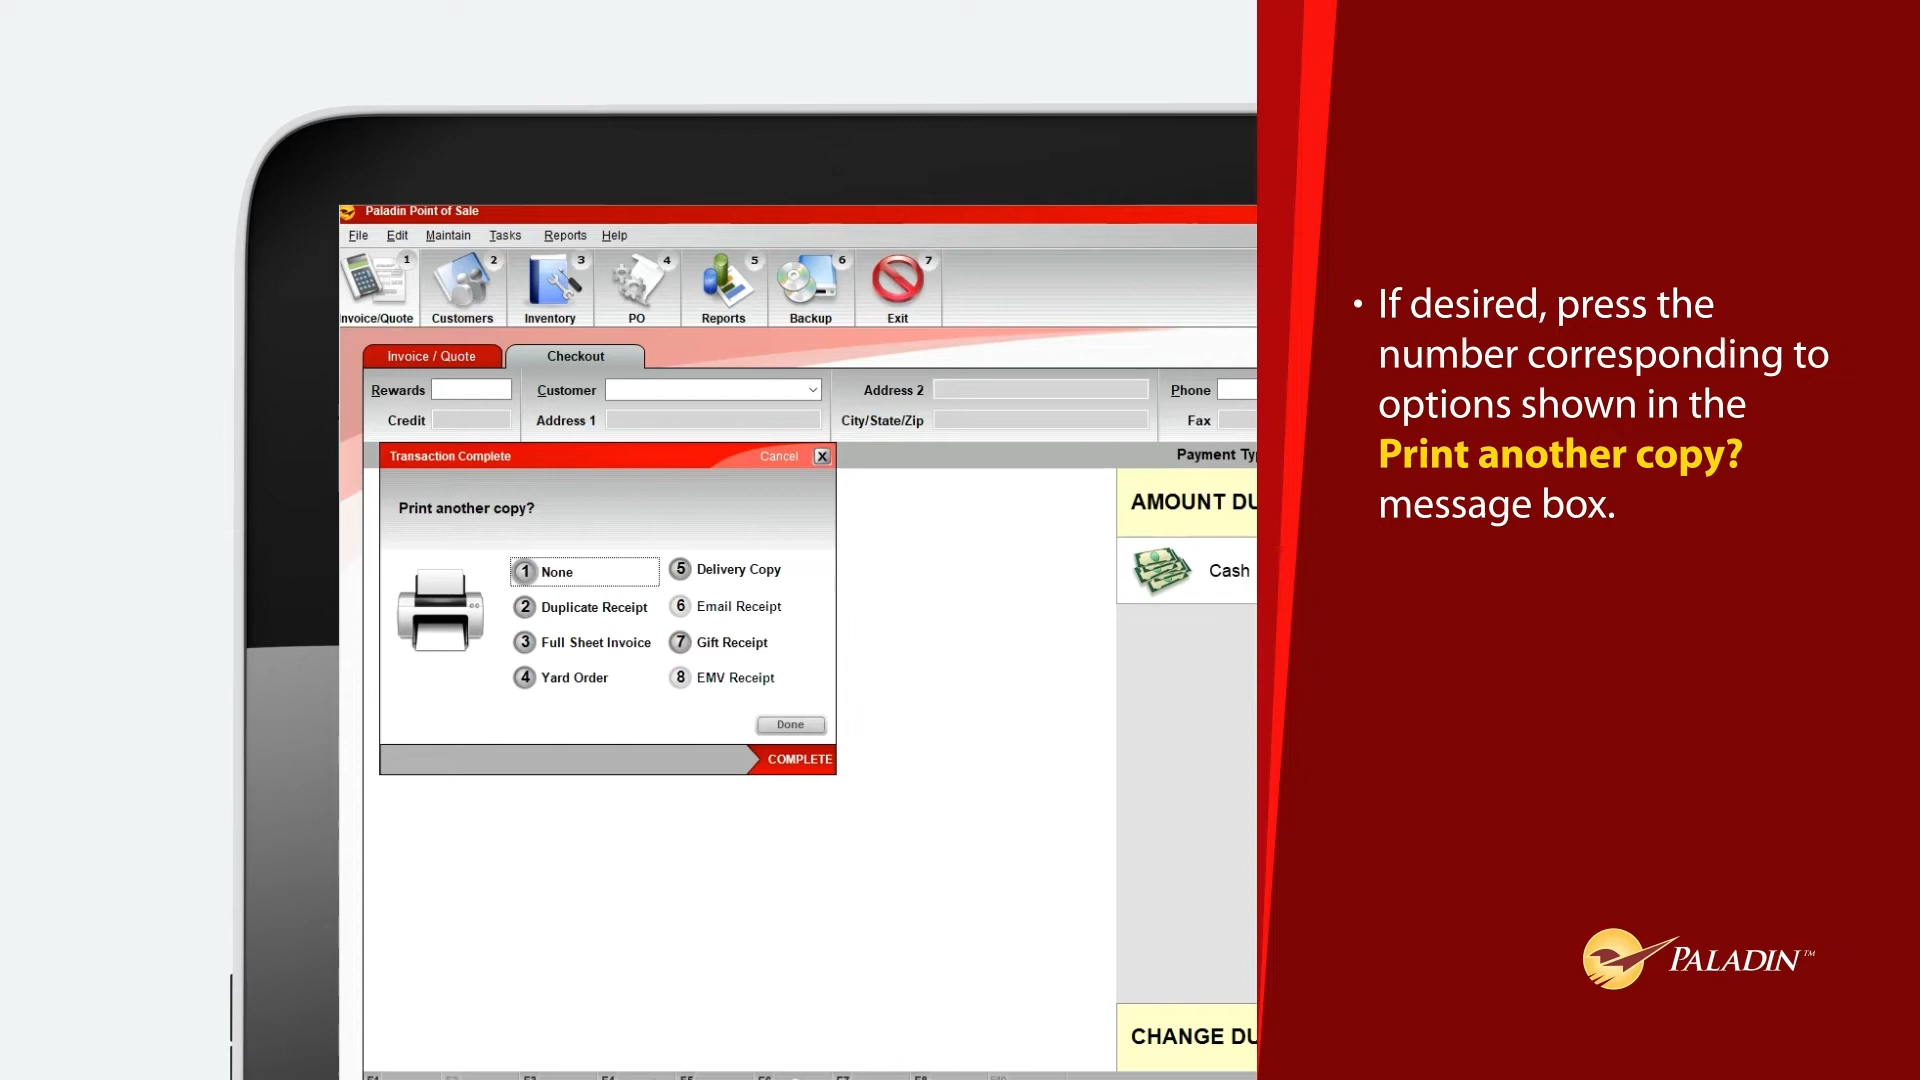 Paladin Point of Sale
File Edit Maintain Tasks Reports Help
1 2 3 4 5 6 7
nvoice/Quote Customers Inventory PO Reports Backup Exit
Invoice / Quote Checkout
Rewards Customer Address 2 Phone
Credit Address 1 City/State/Zip Fax
Transaction Complete Cancel X
Payment Typ
Print another copy?
AMOUNT DU
Cash
1 None
2 Duplicate Receipt
3 Full Sheet Invoice
4 Yard Order
5 Delivery Copy
6 Email Receipt
7 Gift Receipt
8 EMV Receipt
Done
COMPLETE
CHANGE DU
• If desired, press the
number corresponding to
options shown in the
Print another copy?
message box.
PALADIN™